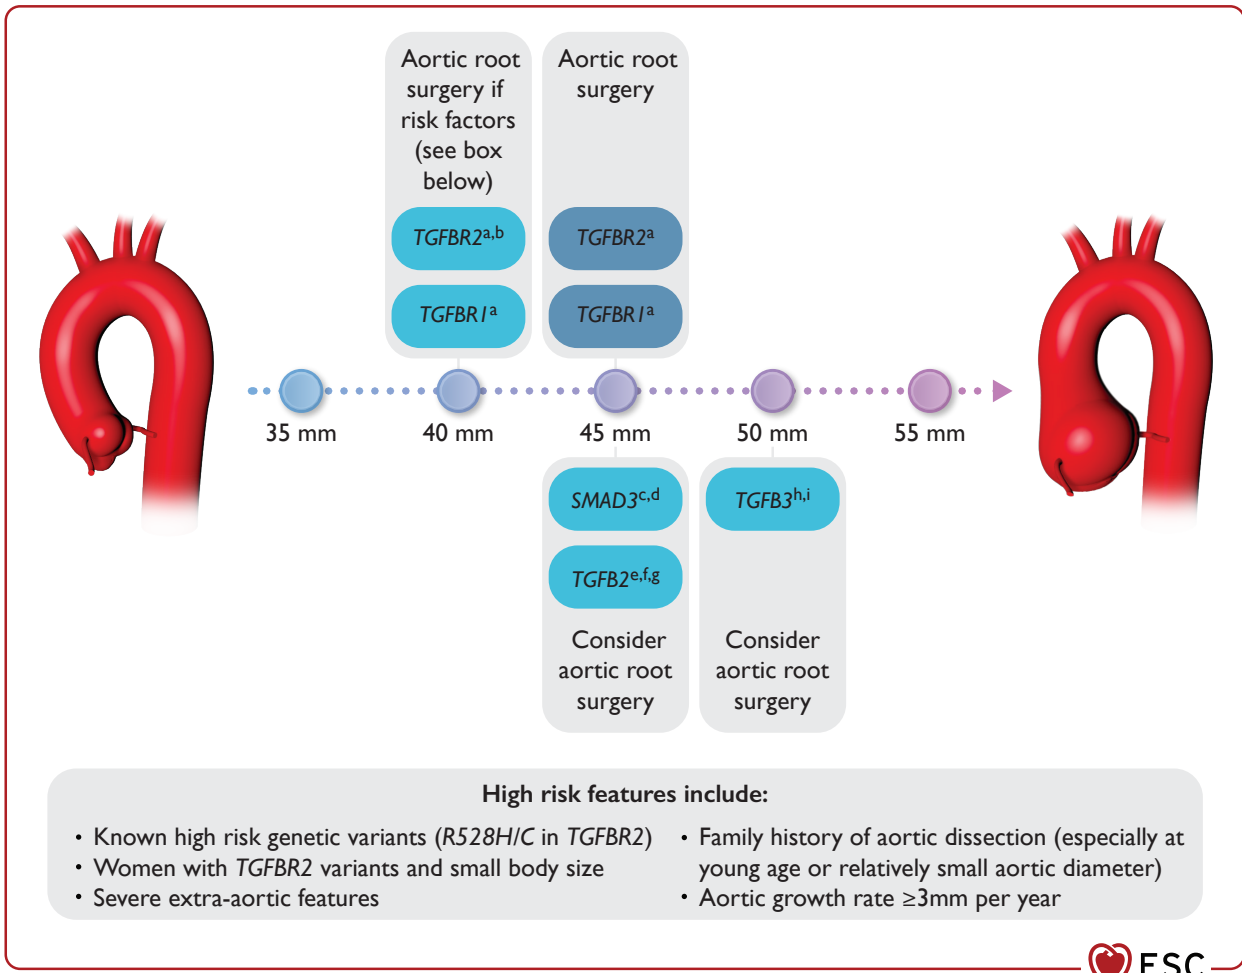 Aortic root
surgery if
risk factors
(see box
below)
TGFBR2a,b
TGFBR1a
Aortic root
surgery
TGFBR2a
TGFBR1a
35 mm
40 mm
45 mm
50 mm
55 mm
SMAD3c,d
TGFB2e,f,g
Consider
aortic root
surgery
TGFB3h,i
Consider
aortic root
surgery
High risk features include:
• Known high risk genetic variants (R528H/C in TGFBR2)
• Women with TGFBR2 variants and small body size
• Severe extra-aortic features
• Family history of aortic dissection (especially at
young age or relatively small aortic diameter)
• Aortic growth rate ≥3mm per year
ESC